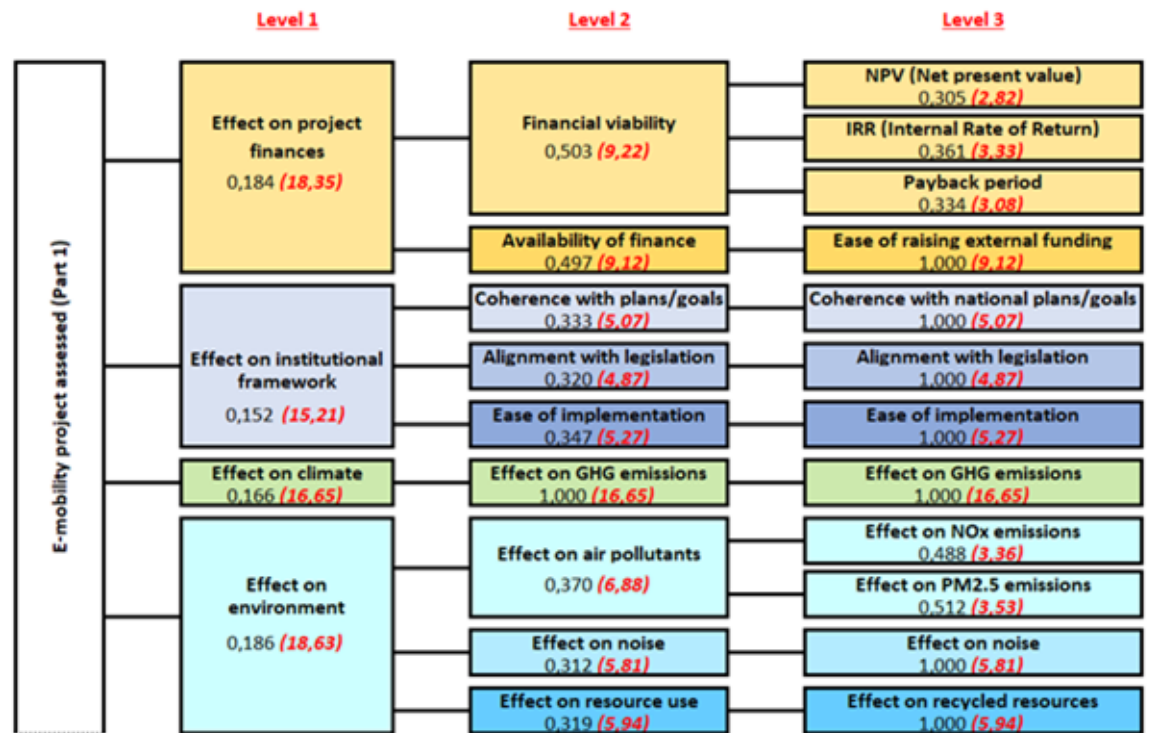 Level 1
Level 2
Level 3
E-mobility project assessed (Part 1)
Effect on project
finances
0,184 (18,35)
Financial viability
0,503 (9,22)
NPV (Net present value)
0,305 (2,82)
IRR (Internal Rate of Return)
0,361 (3,33)
Payback period
0,334 (3,08)
Availability of finance
0,497 (9,12)
Ease of raising external funding
1,000 (9,12)
Effect on institutional
framework
0,152 (15,21)
Coherence with plans/goals
0,333 (5,07)
Coherence with national plans/goals
1,000 (5,07)
Alignment with legislation
0,320 (4,87)
Alignment with legislation
1,000 (4,87)
Ease of implementation
0,347 (5,27)
Ease of implementation
1,000 (5,27)
Effect on climate
0,166 (16,65)
Effect on GHG emissions
1,000 (16,65)
Effect on GHG emissions
1,000 (16,65)
Effect on
environment
0,186 (18,63)
Effect on air pollutants
0,370 (6,88)
Effect on NOx emissions
0,488 (3,36)
Effect on PM2.5 emissions
0,512 (3,53)
Effect on noise
0,312 (5,81)
Effect on noise
1,000 (5,81)
Effect on resource use
0,319 (5,94)
Effect on recycled resources
1,000 (5,94)